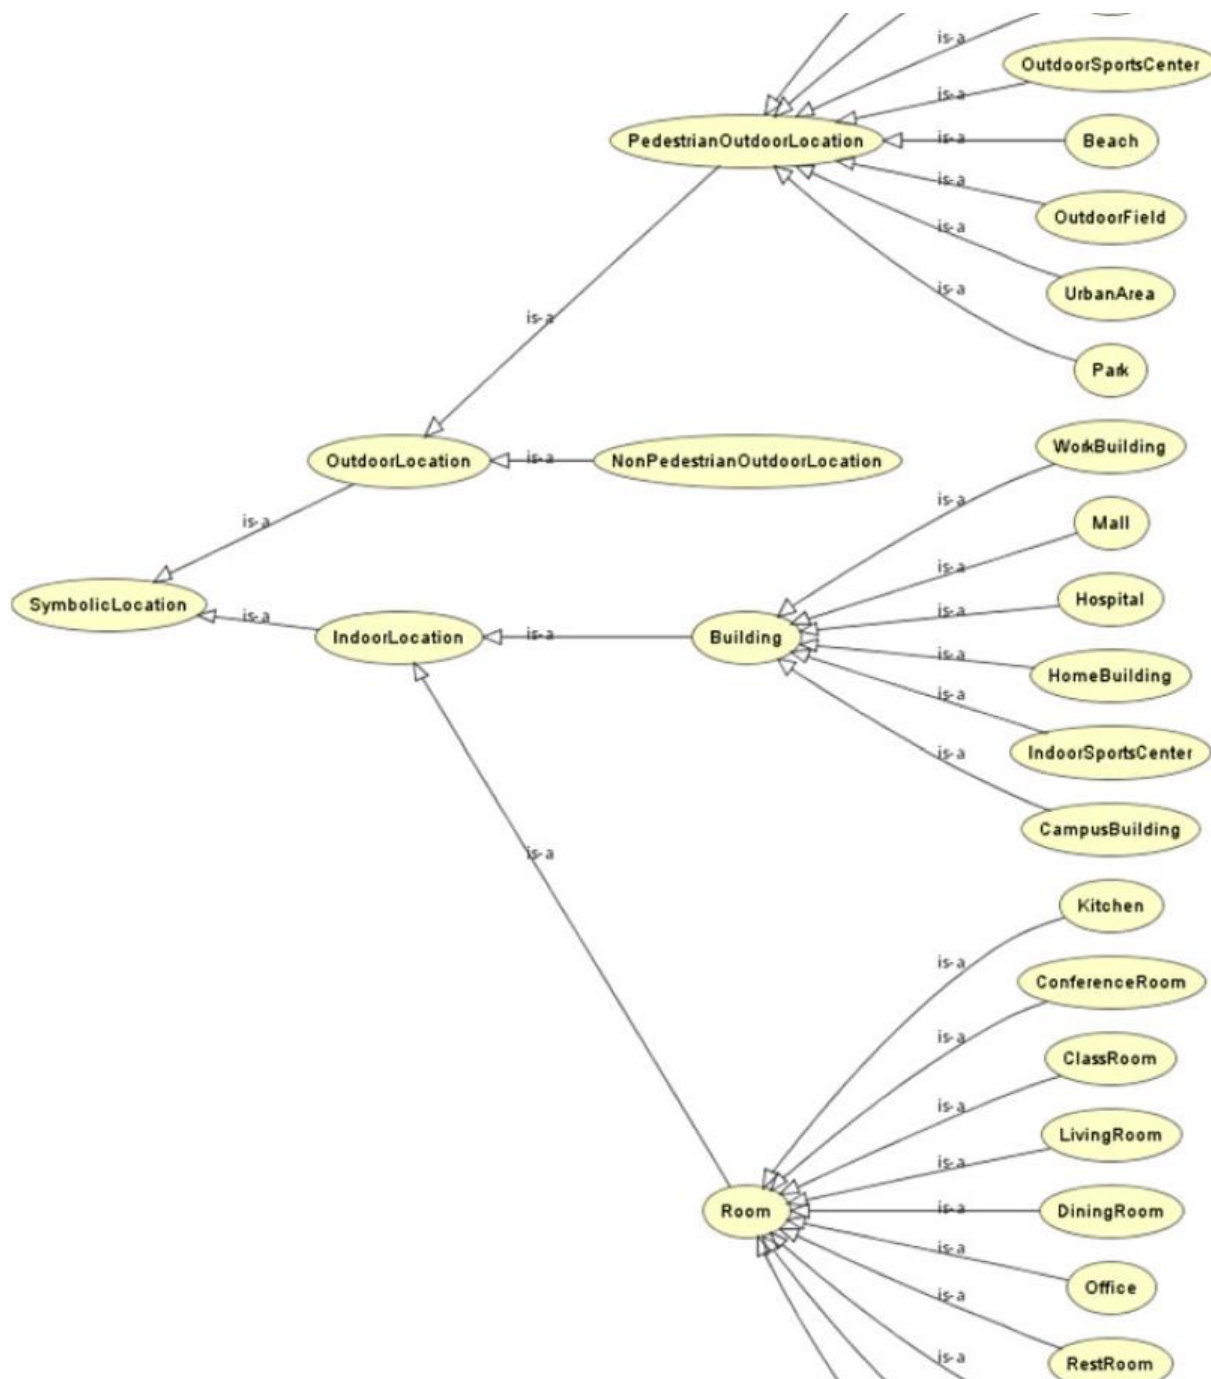 is-a
OutdoorSportsCenter
is-a
PedestrianOutdoorLocation
is-a
Beach
is-a
OutdoorField
is-a
UrbanArea
is-a
is-a
Park
WorkBuilding
OutdoorLocation
is-a
NonPedestrianOutdoorLocation
is-a
is-a
Mall
is-a
Hospital
SymbolicLocation
is-a
is-a
IndoorLocation
is-a
Building
is-a
HomeBuilding
is-a
IndoorSportsCenter
is-a
CampusBuilding
is-a
Kitchen
is-a
ConferenceRoom
is-a
ClassRoom
is-a
LivingRoom
is-a
Room
is-a
DiningRoom
is-a
Office
is-a
RestRoom
is-a